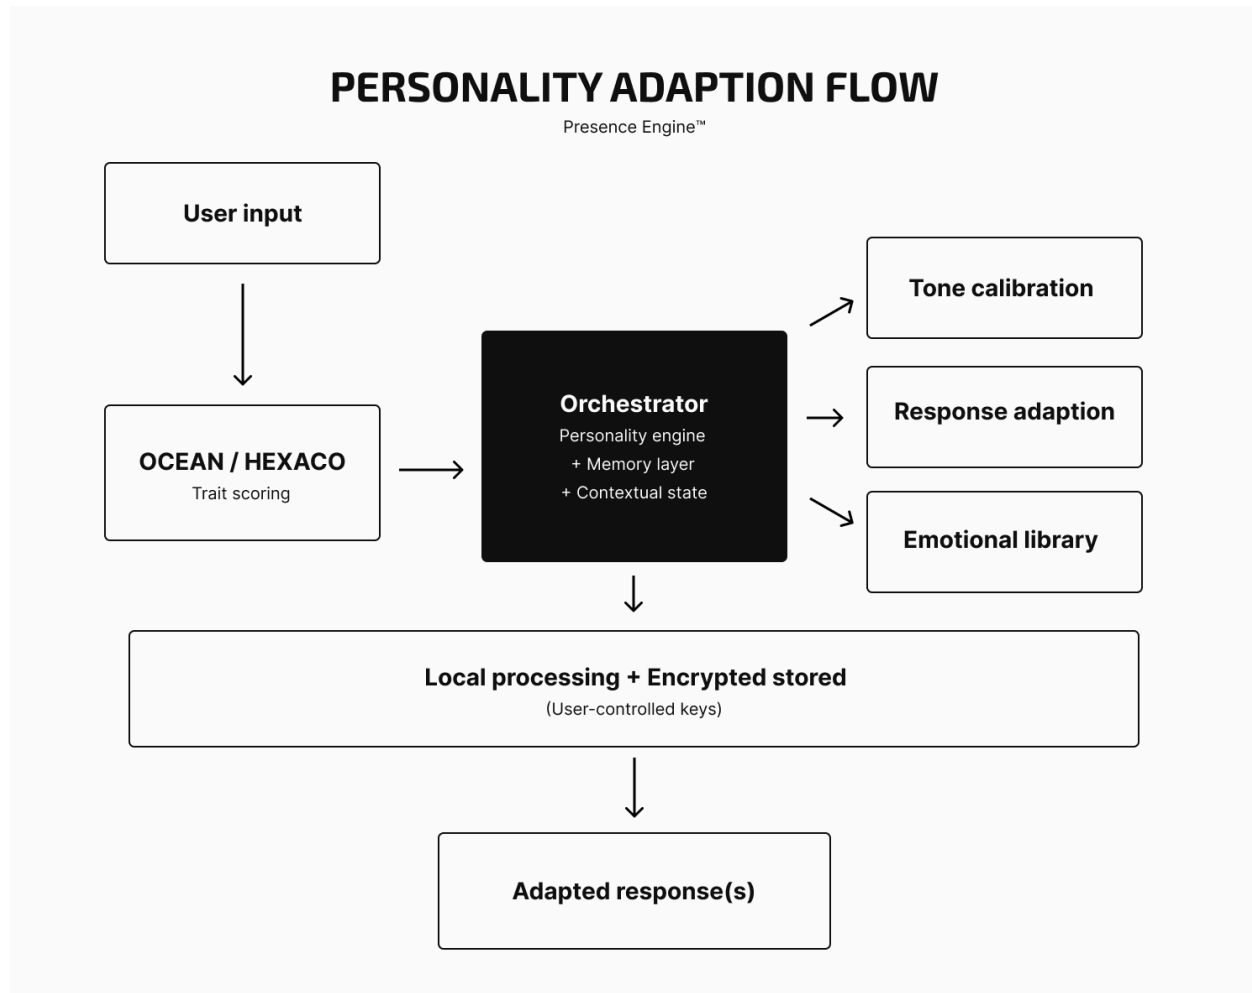 PERSONALITY ADAPTION FLOW
Presence Engine™
User input
OCEAN / HEXACO
Trait scoring
Orchestrator
Personality engine
+ Memory layer
+ Contextual state
Tone calibration
Response adaption
Emotional library
Local processing + Encrypted stored
(User-controlled keys)
Adapted response(s)